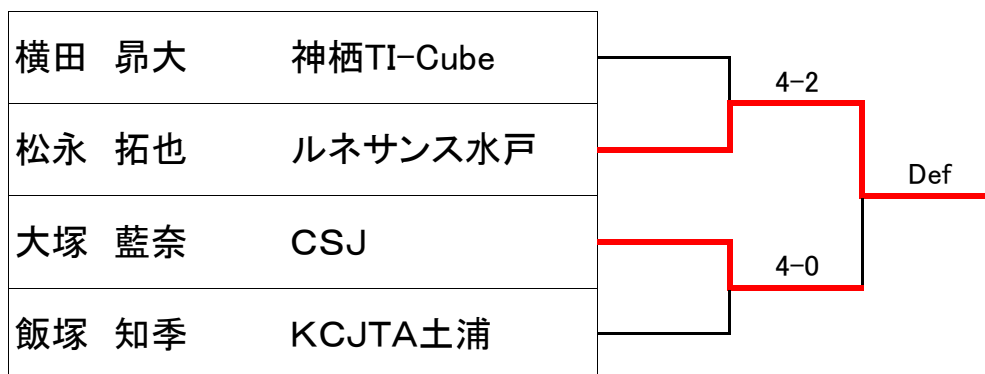 横田 昴大 神栖TI-Cube
4-2
松永 拓也 ルネサンス水戸
Def
大塚 藍奈 CSJ
4-0
飯塚 知季 KCJTA土浦